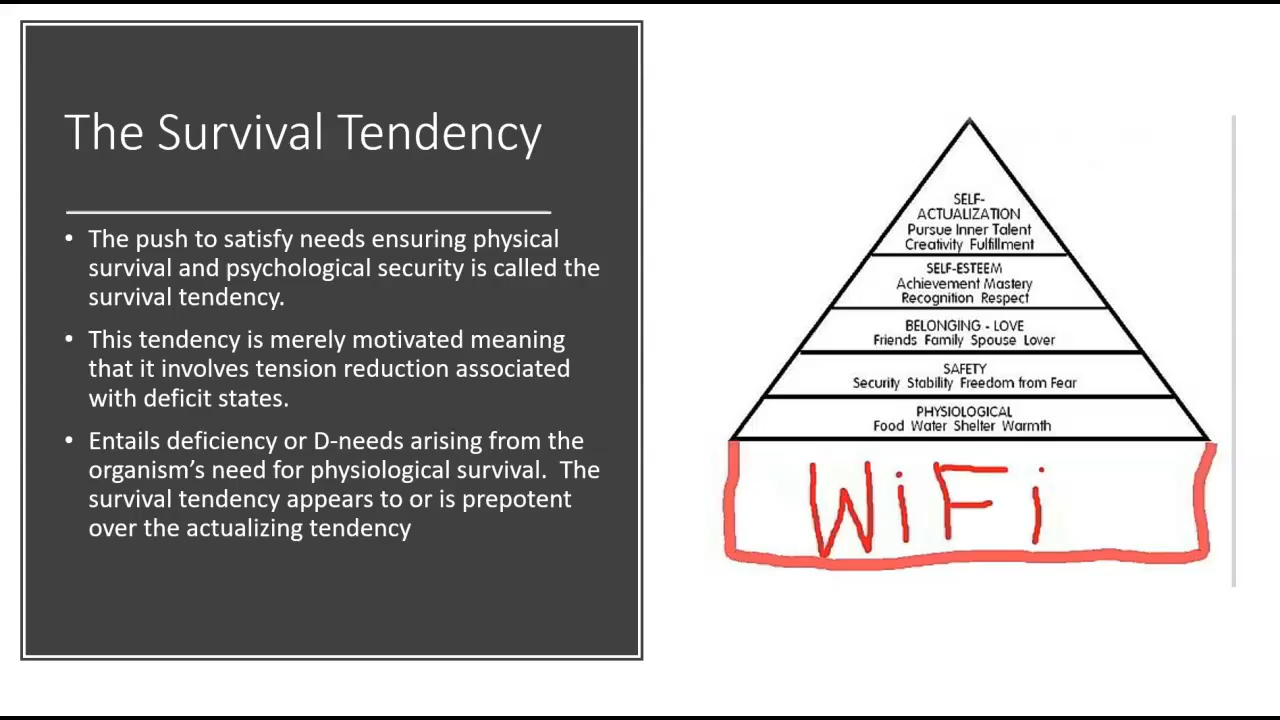 The Survival Tendency
• The push to satisfy needs ensuring physical
survival and psychological security is called the
survival tendency.
• This tendency is merely motivated meaning
that it involves tension reduction associated
with deficit states.
• Entails deficiency or D-needs arising from the
organism's need for physiological survival.  The
survival tendency appears to or is prepotent
over the actualizing tendency
SELF-
ACTUALIZATION
Pursue Inner Talent
Creativity Fulfillment
SELF-ESTEEM
Achievement Mastery
Recognition Respect
BELONGING - LOVE
Friends Family Spouse Lover
SAFETY
Security Stability Freedom from Fear
PHYSIOLOGICAL
Food Water Shelter Warmth
WiFi